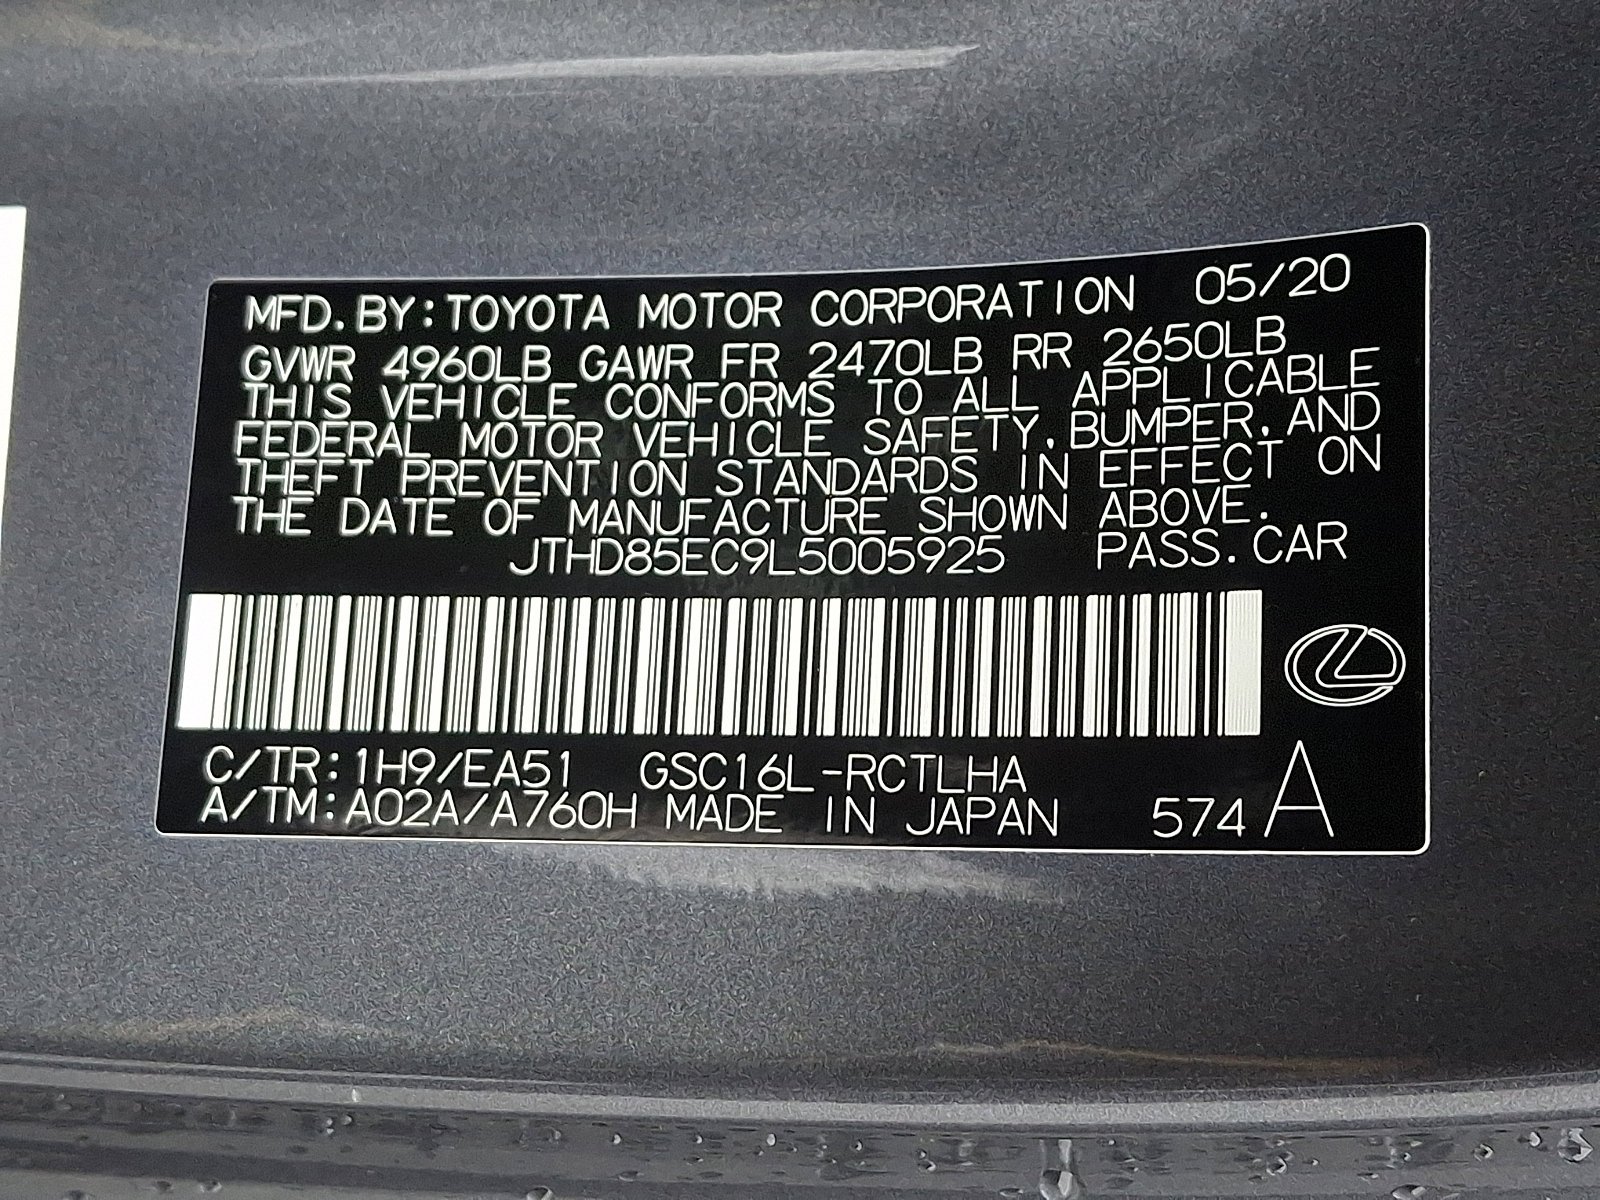 MFD. BY: TOYOTA MOTOR CORPORATION 05/20
GVWR 4960LB GAWR FR 2470LB RR 2650LB
THIS VEHICLE CONFORMS TO ALL APPLICABLE
FEDERAL MOTOR VEHICLE SAFETY, BUMPER, AND
THEFT PREVENTION STANDARDS IN EFFECT ON
THE DATE OF MANUFACTURE SHOWN ABOVE.
JTHD85EC9L5005925 PASS. CAR
C/TR: 1H9/EA51 GSC16L-RCTLHA
A/TM: A02A/A760H MADE IN JAPAN 574 A